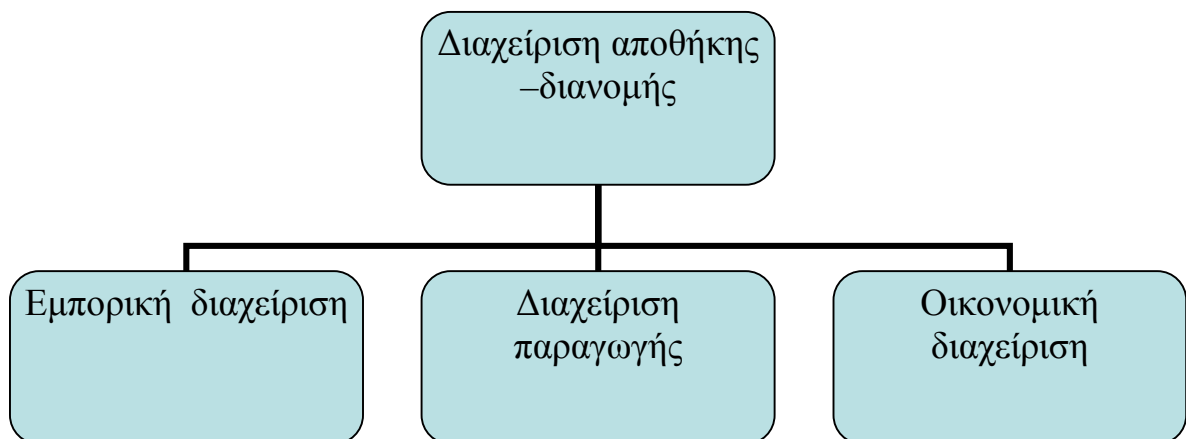 Διαχείριση αποθήκης
–διανομής
Εμπορική διαχείριση
Διαχείριση
παραγωγής
Οικονομική
διαχείριση